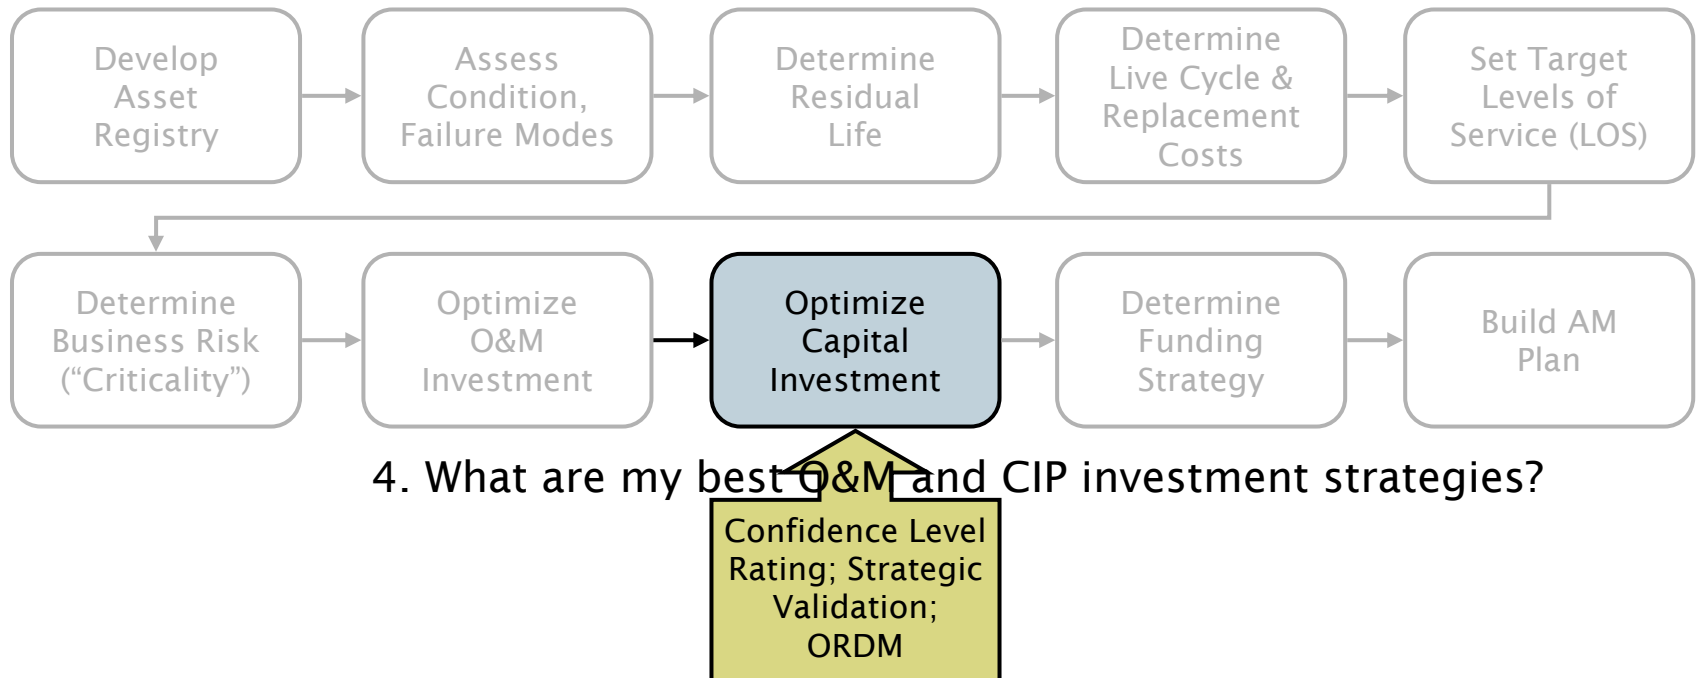 Develop
Asset
Registry
Assess
Condition,
Failure Modes
Determine
Residual
Life
Determine
Live Cycle &
Replacement
Costs
Set Target
Levels of
Service (LOS)
Determine
Business Risk
(“Criticality”)
Optimize
O&M
Investment
Optimize
Capital
Investment
Determine
Funding
Strategy
Build AM
Plan
4. What are my best O&M and CIP investment strategies?
Confidence Level
Rating; Strategic
Validation;
ORDM